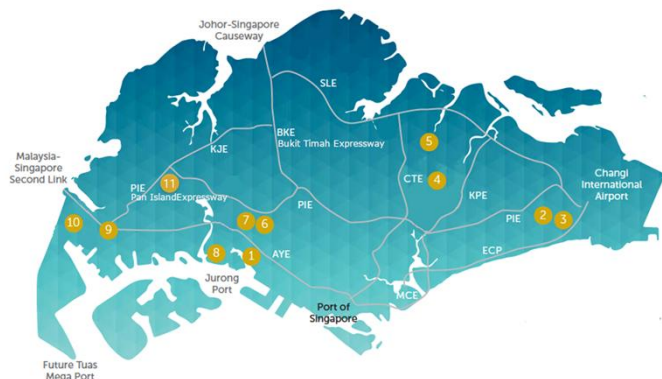 Johor-Singapore
Causeway
SLE
BKE
Bukit Timah Expressway
KJE
5
Malaysia-
Singapore
Second Link
11
PIE
Pan IslandExpressway
CTE
4
KPE
Changi
International
Airport
PIE
10
9
7
6
PIE
2
3
8
1
AYE
ECP
Jurong
Port
MCE
Port of
Singapore
Future Tuas
Mega Port